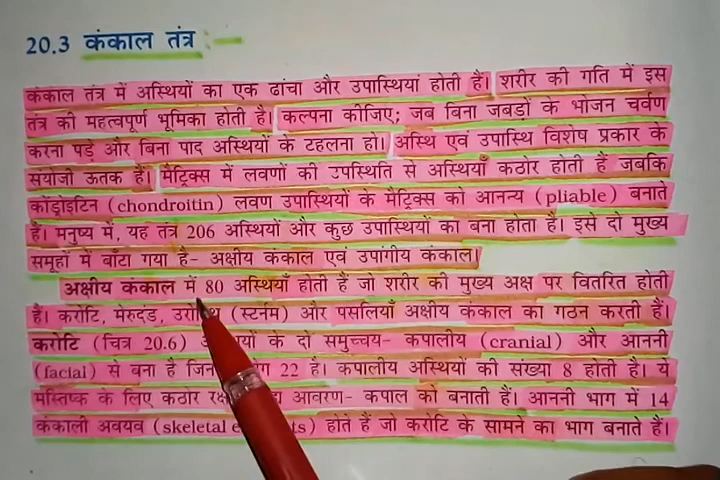 20.3 कंकाल तंत्र :-
कंकाल तंत्र में अस्थियों का एक ढांचा और उपास्थियां होती हैं। शरीर की गति में इस
तंत्र की महत्वपूर्ण भूमिका होती है। कल्पना कीजिए; जब बिना जबड़ों के भोजन चर्वण
करना पड़े और बिना पाद अस्थियों के टहलना हो। अस्थि एवं उपास्थि विशेष प्रकार के
संयोजी ऊतक हैं। मैट्रिक्स में लवणों की उपस्थिति से अस्थियाँ कठोर होती हैं जबकि
कोंड्रोइटिन (chondroitin) लवण उपास्थियों के मैट्रिक्स को आनन्य (pliable) बनाते
हैं। मनुष्य में, यह तंत्र 206 अस्थियों और कुछ उपास्थियों का बना होता है। इसे दो मुख्य
समूहों में बाँटा गया है- अक्षीय कंकाल एवं उपांगीय कंकाल।
अक्षीय कंकाल में 80 अस्थियाँ होती हैं जो शरीर की मुख्य अक्ष पर वितरित होती
हैं। करोटि, मेरुदंड, (स्टर्नम) और पसलियाँ अक्षीय कंकाल का गठन करती हैं।
करोटि (चित्र 20.6) के दो समुच्चय- कपालीय (cranial) और आननी
(facial) से बना है 22 है। कपालीय अस्थियों की संख्या 8 होती है। ये
मस्तिष्क के लिए कठोर आवरण- कपाल को बनाती हैं। आननी भाग में 14
कंकाली अवयव (skeletal होते हैं जो करोटि के सामने का भाग बनाते हैं।